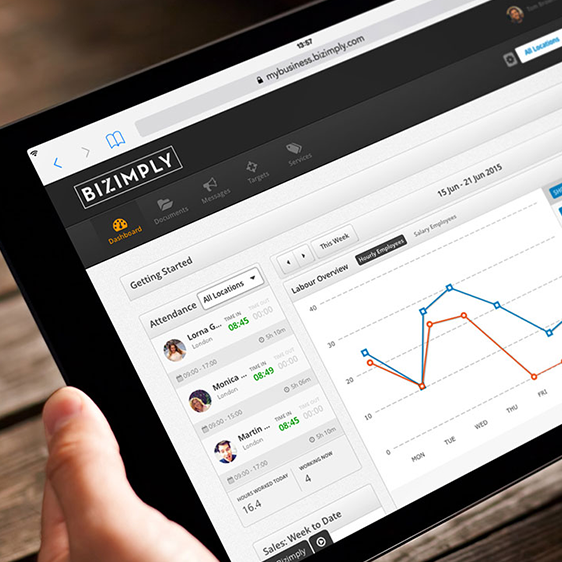 13:57
mybusiness.bizimply.com
BIZIMPLY
All Locations
Dashboard
Documents
Messages
Targets
Services
Getting Started
This Week
15 Jun - 21 Jun 2015
Attendance
All Locations
Labour Overview
Hourly Employees
Salary Employees
Lorna G...
London
TIME IN
08:45
TIME OUT
00:00
09:00 - 17:00
5h 10m
Monica ...
London
TIME IN
08:49
TIME OUT
00:00
09:00 - 15:00
5h 06m
Martin ...
London
TIME IN
08:45
TIME OUT
00:00
09:00 - 17:00
5h 10m
HOURS WORKED TODAY
16.4
WORKING NOW
4
40
30
20
10
0
MON
TUE
WED
THU
FRI
Sales: Week to Date
Bizimply